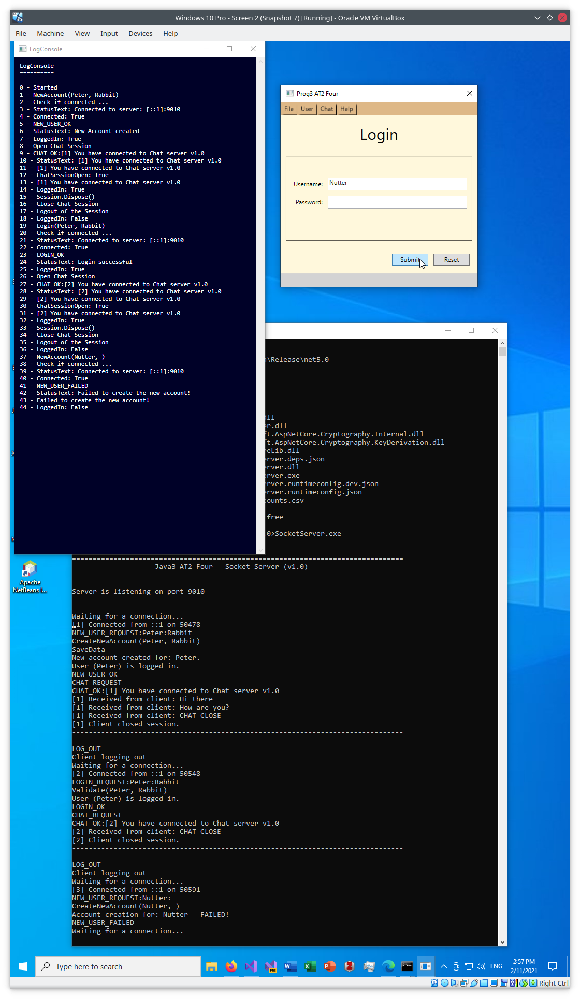 Windows 10 Pro - Screen 2 (Snapshot 7) [Running] - Oracle VM VirtualBox
File Machine View Input Devices Help
LogConsole
LogConsole
==========
0 - Started
1 - NewAccount(Peter, Rabbit)
2 - Check if connected ...
3 - StatusText: Connected to server: [::1]:9010
4 - Connected: True
5 - NEW_USER_OK
6 - StatusText: New Account created
7 - LoggedIn: True
8 - Open Chat Session
9 - CHAT_OK:[1] You have connected to Chat server v1.0
10 - StatusText: [1] You have connected to Chat server v1.0
11 - [1] You have connected to Chat server v1.0
12 - ChatSessionOpen: True
13 - [1] You have connected to Chat server v1.0
14 - LoggedIn: True
15 - Session.Dispose()
16 - Close Chat Session
17 - Logout of the Session
18 - LoggedIn: False
19 - Login(Peter, Rabbit)
20 - Check if connected ...
21 - StatusText: Connected to server: [::1]:9010
22 - Connected: True
23 - LOGIN_OK
24 - StatusText: Login successful
25 - LoggedIn: True
26 - Open Chat Session
27 - CHAT_OK:[2] You have connected to Chat server v1.0
28 - StatusText: [2] You have connected to Chat server v1.0
29 - [2] You have connected to Chat server v1.0
30 - ChatSessionOpen: True
31 - [2] You have connected to Chat server v1.0
32 - LoggedIn: True
33 - Session.Dispose()
34 - Close Chat Session
35 - Logout of the Session
36 - LoggedIn: False
37 - NewAccount(Nutter, )
38 - Check if connected ...
39 - StatusText: Connected to server: [::1]:9010
40 - Connected: True
41 - NEW_USER_FAILED
42 - StatusText: Failed to create the new account!
43 - Failed to create the new account!
44 - LoggedIn: False
Prog3 AT2 Four
File User Chat Help
Login
Username: Nutter
Password:
Submit Reset
\Release\net5.0
dll
er.dll
ft.AspNetCore.Cryptography.Internal.dll
ft.AspNetCore.Cryptography.KeyDerivation.dll
reLib.dll
erver.deps.json
erver.dll
erver.exe
erver.runtimeconfig.dev.json
erver.runtimeconfig.json
counts.csv
free
0>SocketServer.exe
================================================================================
Java3 AT2 Four - Socket Server (v1.0)
================================================================================
Server is listening on port 9010
--------------------------------------------------------------------------------
Waiting for a connection...
[1] Connected from ::1 on 50478
NEW_USER_REQUEST:Peter:Rabbit
CreateNewAccount(Peter, Rabbit)
SaveData
New account created for: Peter.
User (Peter) is logged in.
NEW_USER_OK
CHAT_REQUEST
CHAT_OK:[1] You have connected to Chat server v1.0
[1] Received from client: Hi there
[1] Received from client: How are you?
[1] Received from client: CHAT_CLOSE
[1] Client closed session.
--------------------------------------------------------------------------------
LOG_OUT
Client logging out
Waiting for a connection...
[2] Connected from ::1 on 50548
LOGIN_REQUEST:Peter:Rabbit
Validate(Peter, Rabbit)
User (Peter) is logged in.
LOGIN_OK
CHAT_REQUEST
CHAT_OK:[2] You have connected to Chat server v1.0
[2] Received from client: CHAT_CLOSE
[2] Client closed session.
--------------------------------------------------------------------------------
LOG_OUT
Client logging out
Waiting for a connection...
[3] Connected from ::1 on 50591
NEW_USER_REQUEST:Nutter:
CreateNewAccount(Nutter, )
Account creation for: Nutter - FAILED!
NEW_USER_FAILED
Waiting for a connection...
Apache
NetBeans I...
Type here to search
ENG
2:57 PM
2/11/2021
Right Ctrl